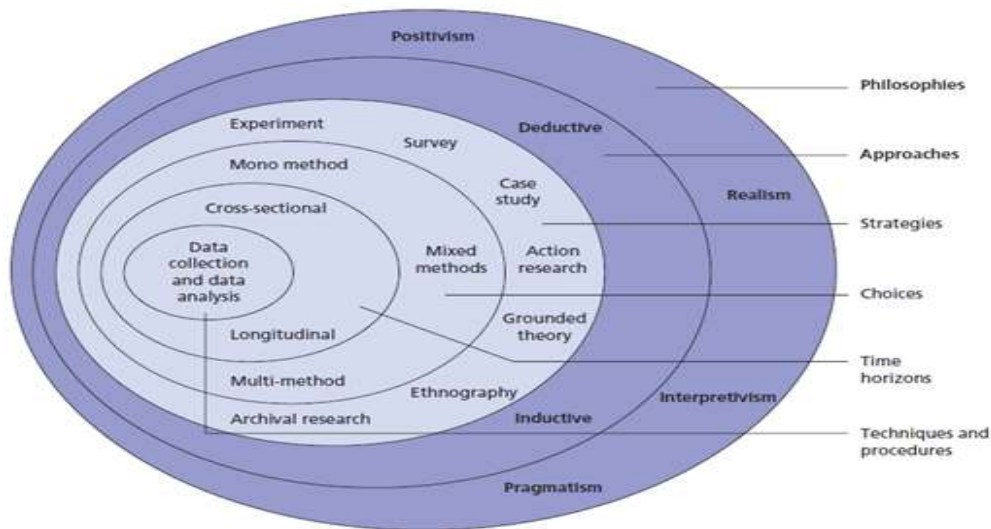 Positivism
Philosophies
Experiment
Deductive
Survey
Approaches
Mono method
Case
study
Realism
Cross-sectional
Strategies
Data
collection
and data
analysis
Mixed
methods
Action
research
Choices
Grounded
theory
Longitudinal
Time
horizons
Multi-method
Ethnography
Interpretivism
Archival research
Inductive
Techniques and
procedures
Pragmatism